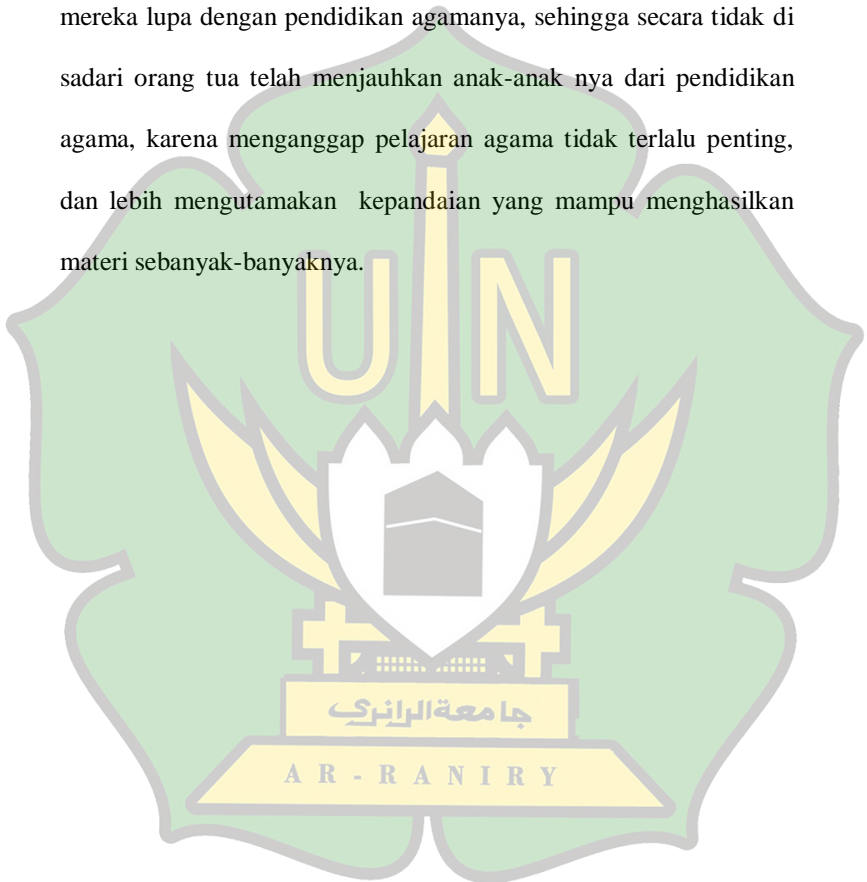 mereka lupa dengan pendidikan agamanya, sehingga secara tidak di
sadari orang tua telah menjauhkan anak-anak nya dari pendidikan
agama, karena menganggap pelajaran agama tidak terlalu penting,
dan lebih mengutamakan kepandaian yang mampu menghasilkan
materi sebanyak-banyaknya.
UIN
جامعةالرانرى
AR-RANIRY